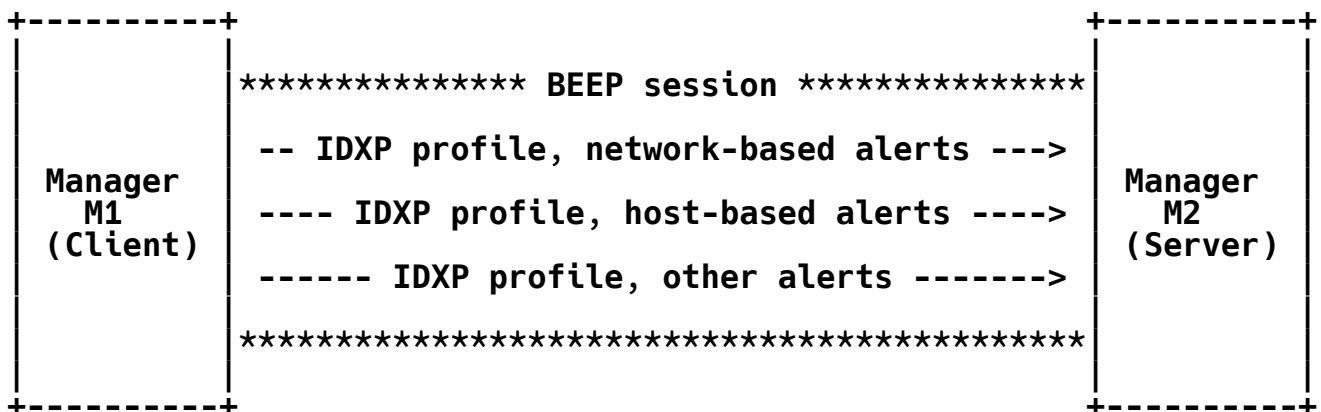 +----------+                                            +----------+
|          |                                            |          |
|          |*************** BEEP session ***************|          |
|          |                                            |          |
|          | -- IDXP profile, network-based alerts ---> |          |
| Manager  |                                            | Manager  |
|   M1     | ---- IDXP profile, host-based alerts ----> |   M2     |
| (Client) |                                            | (Server) |
|          | ------ IDXP profile, other alerts -------> |          |
|          |                                            |          |
|          |********************************************|          |
|          |                                            |          |
+----------+                                            +----------+